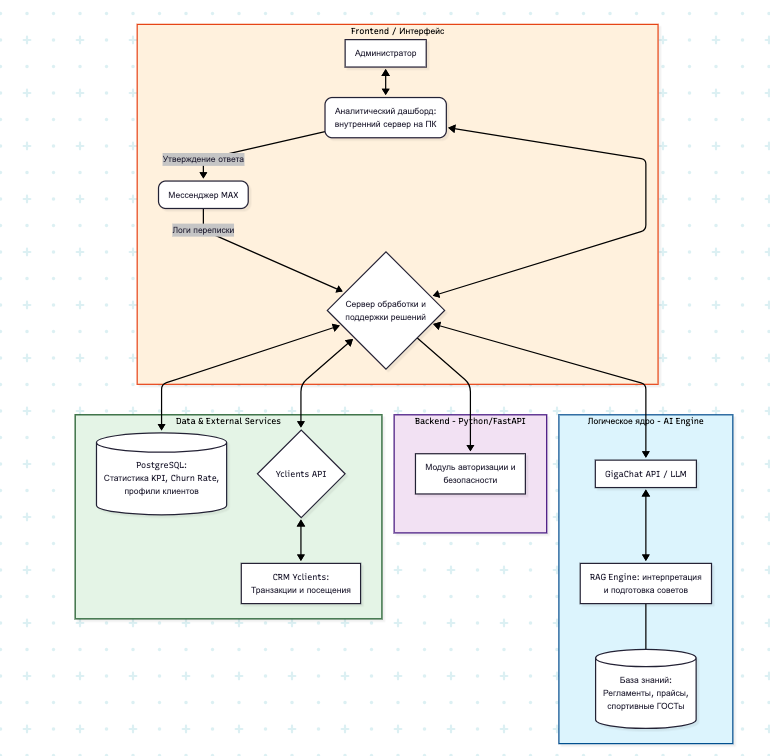 Frontend / Интерфейс
Администратор
Аналитический дашборд:
внутренний сервер на ПК
Утверждение ответа
Мессенджер MAX
Логи переписки
Сервер обработки и
поддержки решений
Data & External Services
PostgreSQL:
Статистика KPI, Churn Rate,
профили клиентов
Yclients API
CRM Yclients:
Транзакции и посещения
Backend - Python/FastAPI
Модуль авторизации и
безопасности
Логическое ядро - AI Engine
GigaChat API / LLM
RAG Engine: интерпретация
и подготовка советов
База знаний:
Регламенты, прайсы,
спортивные ГОСТы